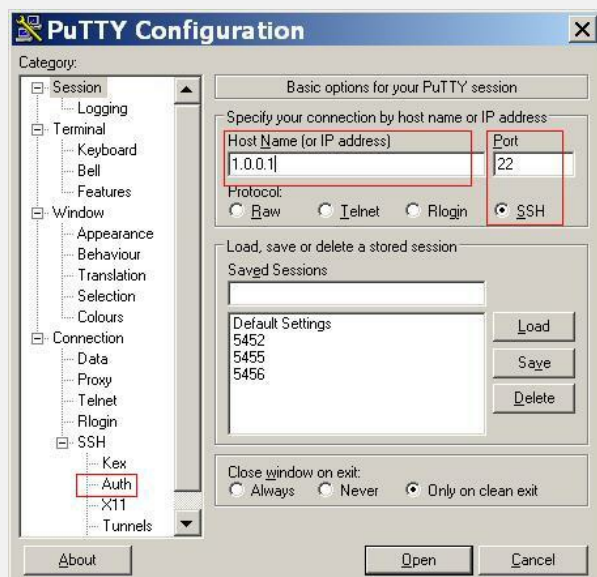 PuTTY Configuration
Category:
Session
Logging
Terminal
Keyboard
Bell
Features
Window
Appearance
Behaviour
Translation
Selection
Colours
Connection
Data
Proxy
Telnet
Rlogin
SSH
Kex
Auth
X11
Tunnels
Basic options for your PuTTY session
Specify your connection by host name or IP address
Host Name (or IP address) Port
1.0.0.1 22
Protocol:
Raw Telnet Rlogin SSH
Load, save or delete a stored session
Saved Sessions
Default Settings
5452
5455
5456
Load
Save
Delete
Close window on exit:
Always Never Only on clean exit
About Open Cancel